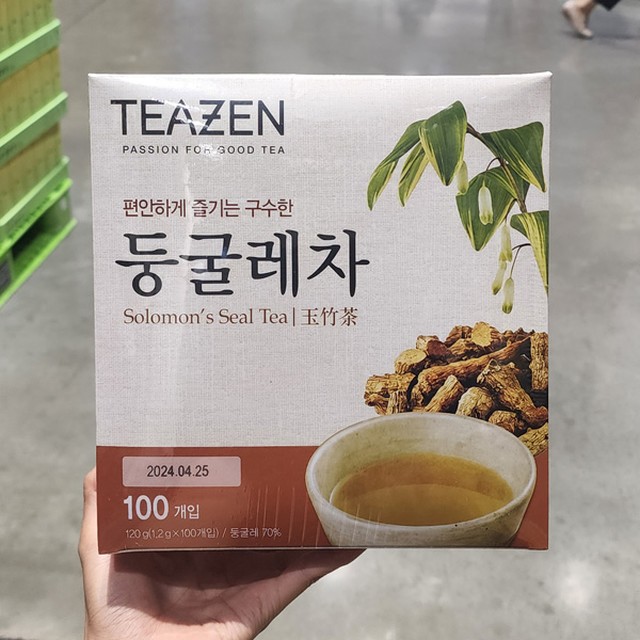 TEAZEN
PASSION FOR GOOD TEA
편안하게 즐기는 구수한
둥굴레차
Solomon's Seal Tea | 玉竹茶
2024.04.25
100 개입
120 g(1.2 g×100개입) / 둥굴레 70%